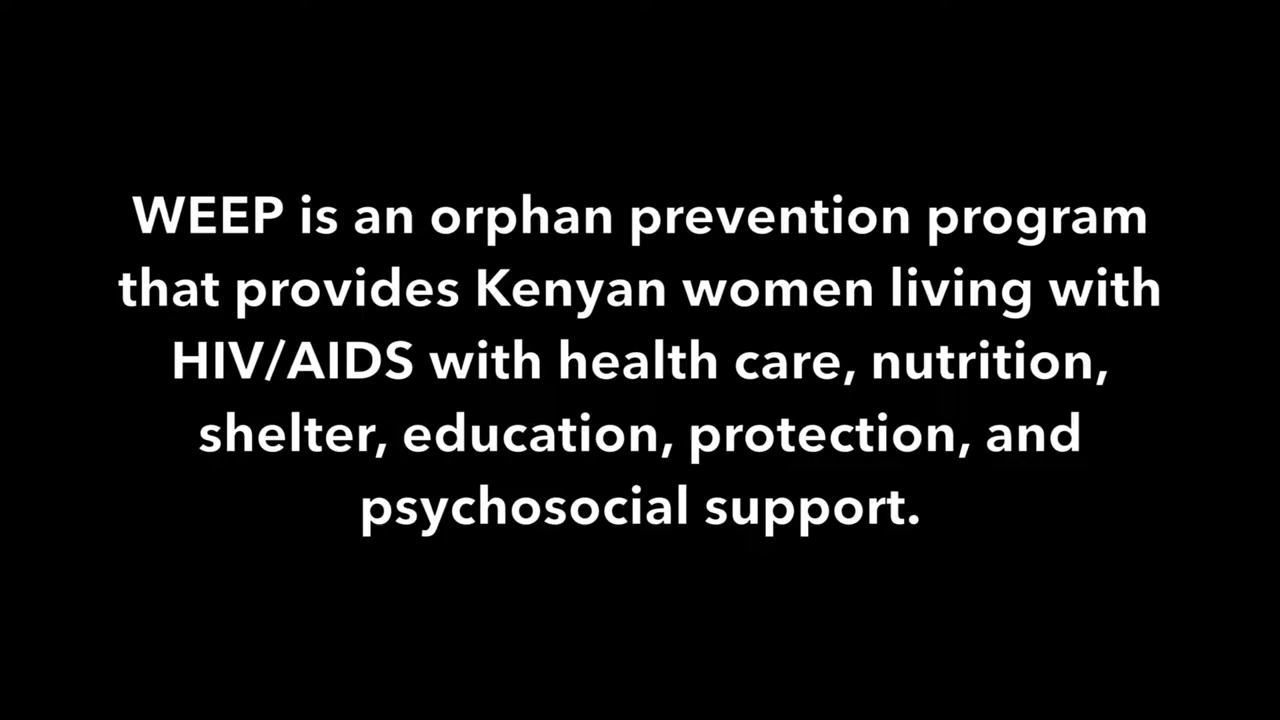 WEEP is an orphan prevention program
that provides Kenyan women living with
HIV/AIDS with health care, nutrition,
shelter, education, protection, and
psychosocial support.